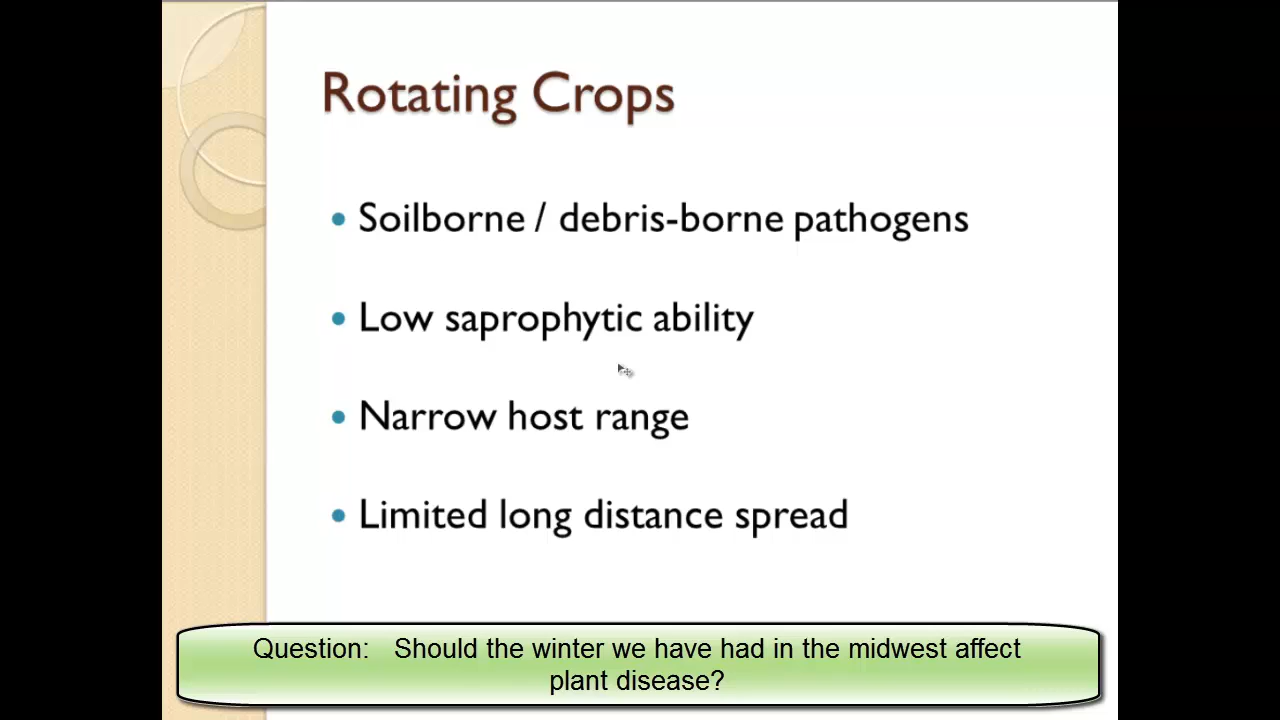 Rotating Crops
• Soilborne / debris-borne pathogens
• Low saprophytic ability
• Narrow host range
• Limited long distance spread
Question: Should the winter we have had in the midwest affect
plant disease?